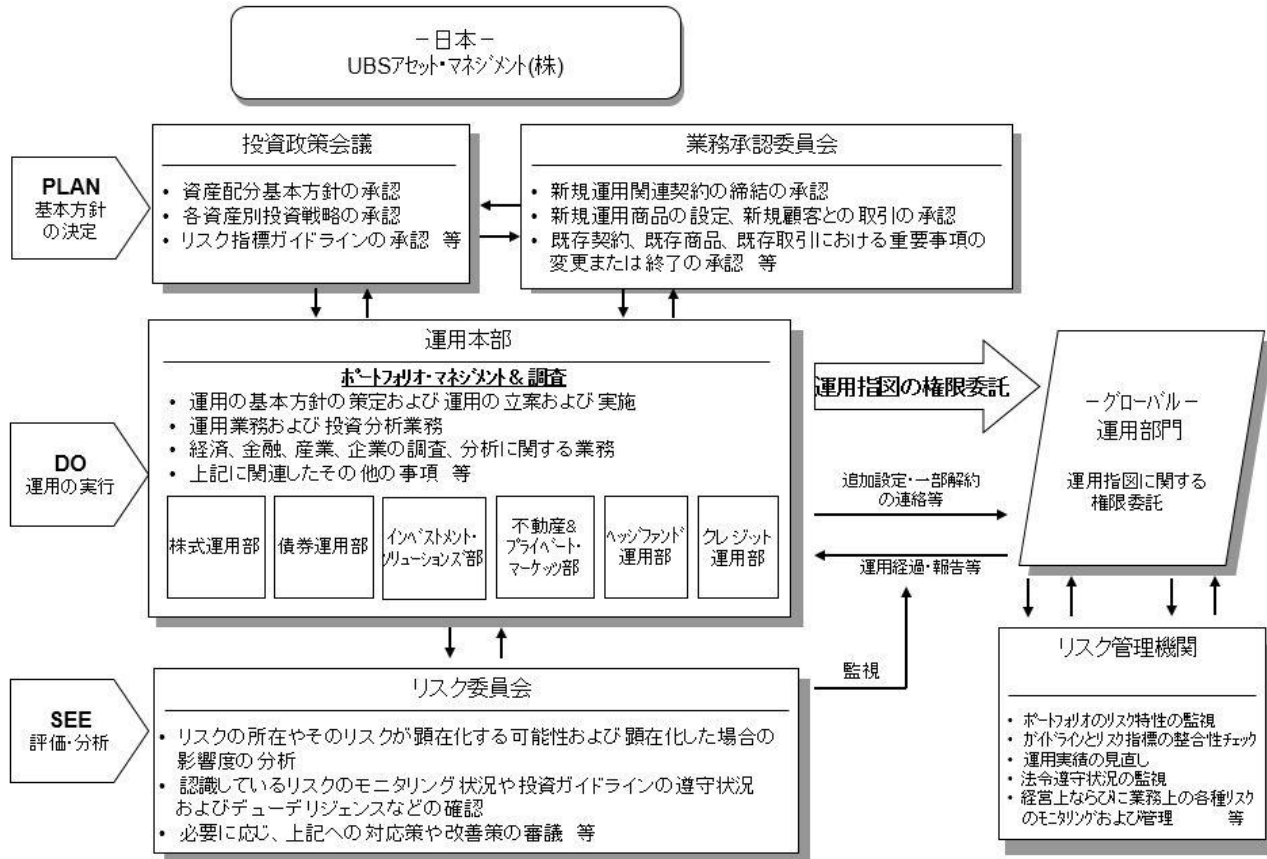 －日本－
UBSアセット・マネジメント(株)
PLAN
基本方針
の決定
投資政策会議
・ 資産配分基本方針の承認
・ 各資産別投資戦略の承認
・ リスク指標ガイドラインの承認 等
業務承認委員会
・ 新規運用関連契約の締結の承認
・ 新規運用商品の設定、新規顧客との取引の承認
・ 既存契約、既存商品、既存取引における重要事項の
変更または終了の承認 等
DO
運用の実行
運用本部
ポートフォリオ・マネジメント＆調査
・ 運用の基本方針の策定および運用の立案および実施
・ 運用業務および投資分析業務
・ 経済、金融、産業、企業の調査、分析に関する業務
・ 上記に関連したその他の事項 等
株式運用部
債券運用部
インベストメント・
ソリューションズ部
不動産＆
プライベート・
マーケッツ部
ヘッジファンド
運用部
クレジット
運用部
運用指図の権限委託
追加設定・一部解約
の連絡等
運用経過・報告等
－グローバル－
運用部門
運用指図に関する
権限委託
SEE
評価・分析
リスク委員会
・ リスクの所在やそのリスクが顕在化する可能性および顕在化した場合の
影響度の分析
・ 認識しているリスクのモニタリング状況や投資ガイドラインの遵守状況
およびデューデリジェンスなどの確認
・ 必要に応じ、上記への対応策や改善策の審議 等
監視
リスク管理機関
・ ポートフォリオのリスク特性の監視
・ ガイドラインとリスク指標の整合性チェック
・ 運用実績の見直し
・ 法令遵守状況の監視
・ 経営上ならびに業務上の各種リスク
のモニタリングおよび管理 等